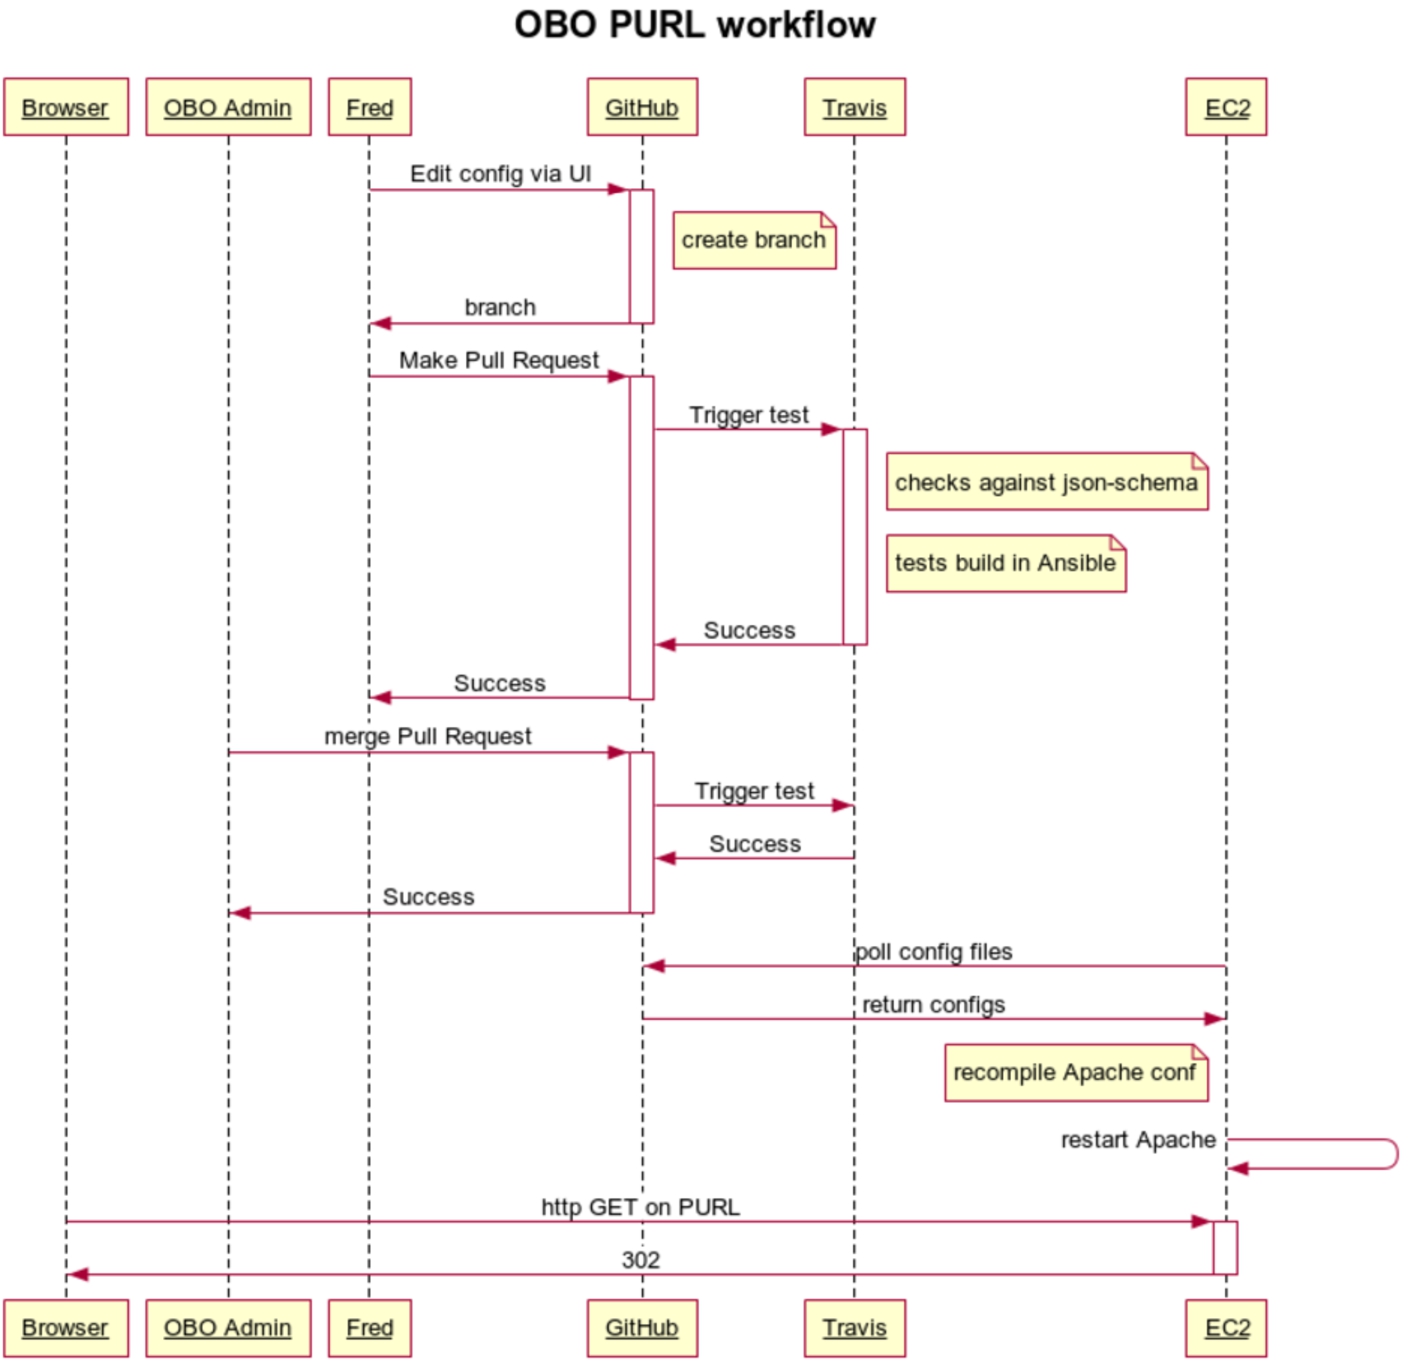 OBO PURL workflow
Browser
OBO Admin
Fred
GitHub
Travis
EC2
Edit config via UI
create branch
branch
Make Pull Request
Trigger test
checks against json-schema
tests build in Ansible
Success
Success
merge Pull Request
Trigger test
Success
Success
poll config files
return configs
recompile Apache conf
restart Apache
http GET on PURL
302
Browser
OBO Admin
Fred
GitHub
Travis
EC2